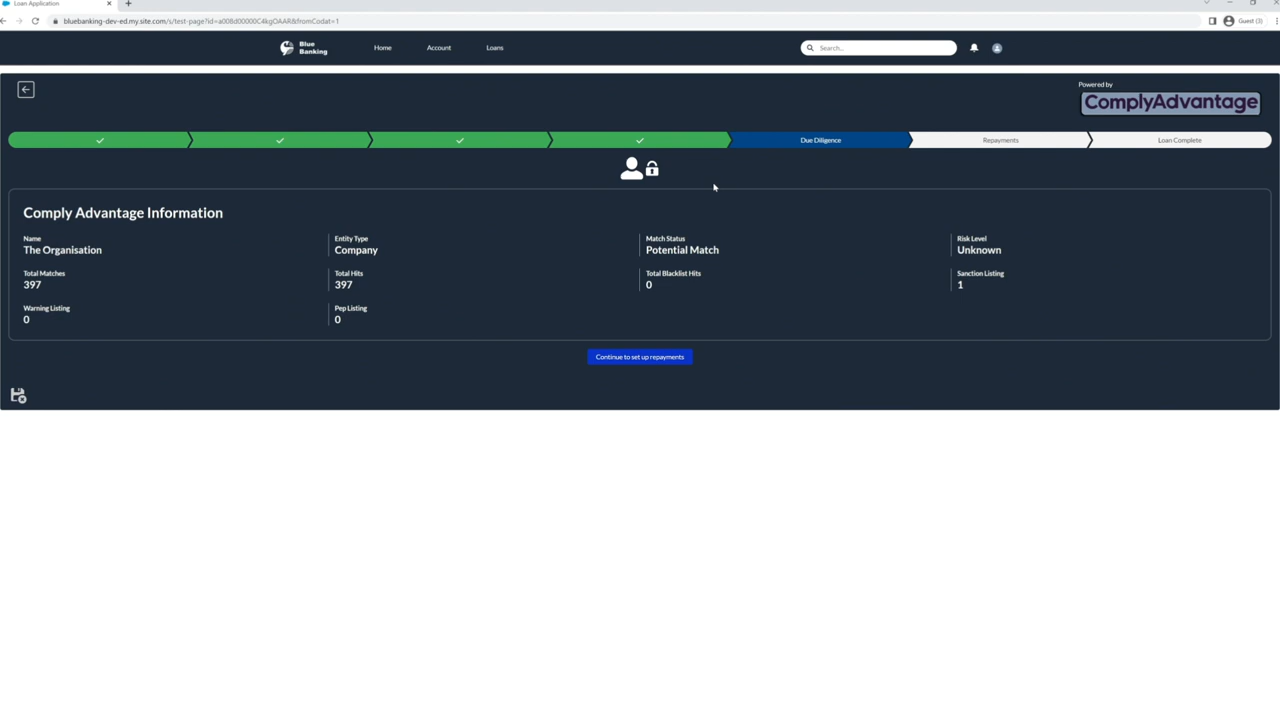 Loan Application
bluebanking-dev-ed.my.site.com/s/test-page?id=a008d00000C4kgOAAR&fromCodat=1
Guest (3)
Blue
Banking
Home
Account
Loans
Search...
Powered by
ComplyAdvantage
Due Diligence
Repayments
Loan Complete
Comply Advantage Information
Name
The Organisation
Entity Type
Company
Match Status
Potential Match
Risk Level
Unknown
Total Matches
397
Total Hits
397
Total Blacklist Hits
0
Sanction Listing
1
Warning Listing
0
Pep Listing
0
Continue to set up repayments